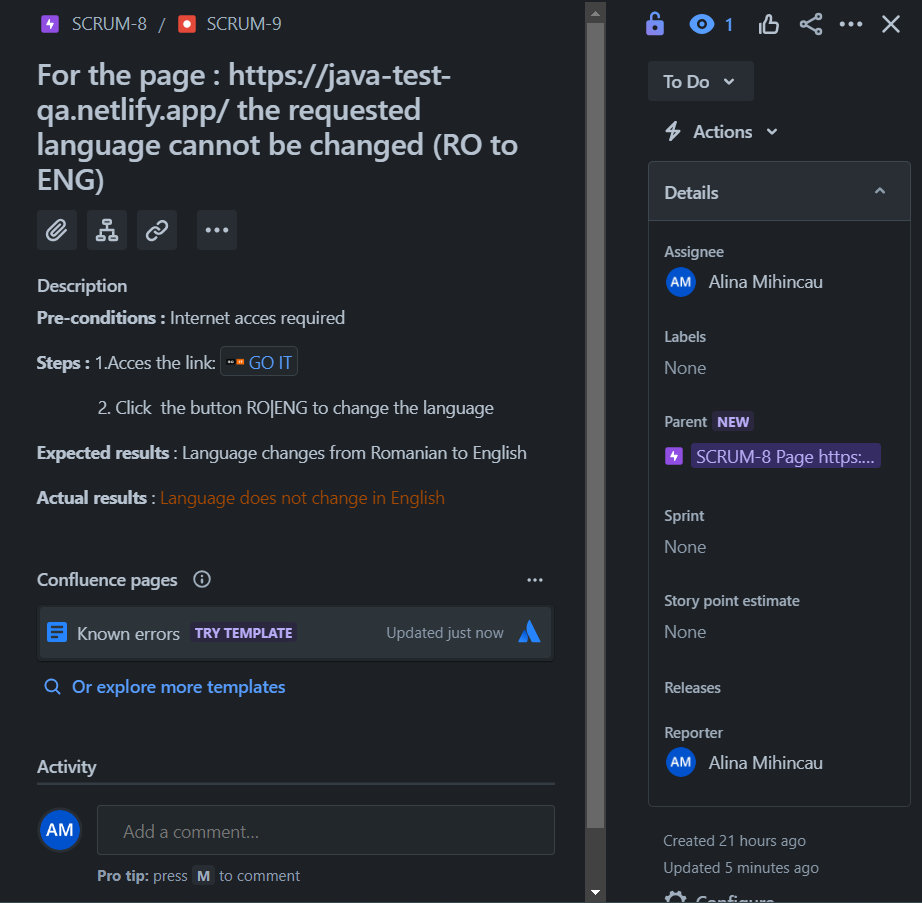 SCRUM-8 / SCRUM-9
For the page : https://java-test-
qa.netlify.app/ the requested
language cannot be changed (RO to
ENG)
Description
Pre-conditions : Internet acces required
Steps : 1.Acces the link: GO IT
2. Click the button RO|ENG to change the language
Expected results : Language changes from Romanian to English
Actual results : Language does not change in English
Confluence pages
Known errors TRY TEMPLATE Updated just now
Or explore more templates
Activity
AM Add a comment...
Pro tip: press M to comment
1
To Do
Actions
Details
Assignee
AM Alina Mihincau
Labels
None
Parent NEW
SCRUM-8 Page https:...
Sprint
None
Story point estimate
None
Releases
Reporter
AM Alina Mihincau
Created 21 hours ago
Updated 5 minutes ago
Configure